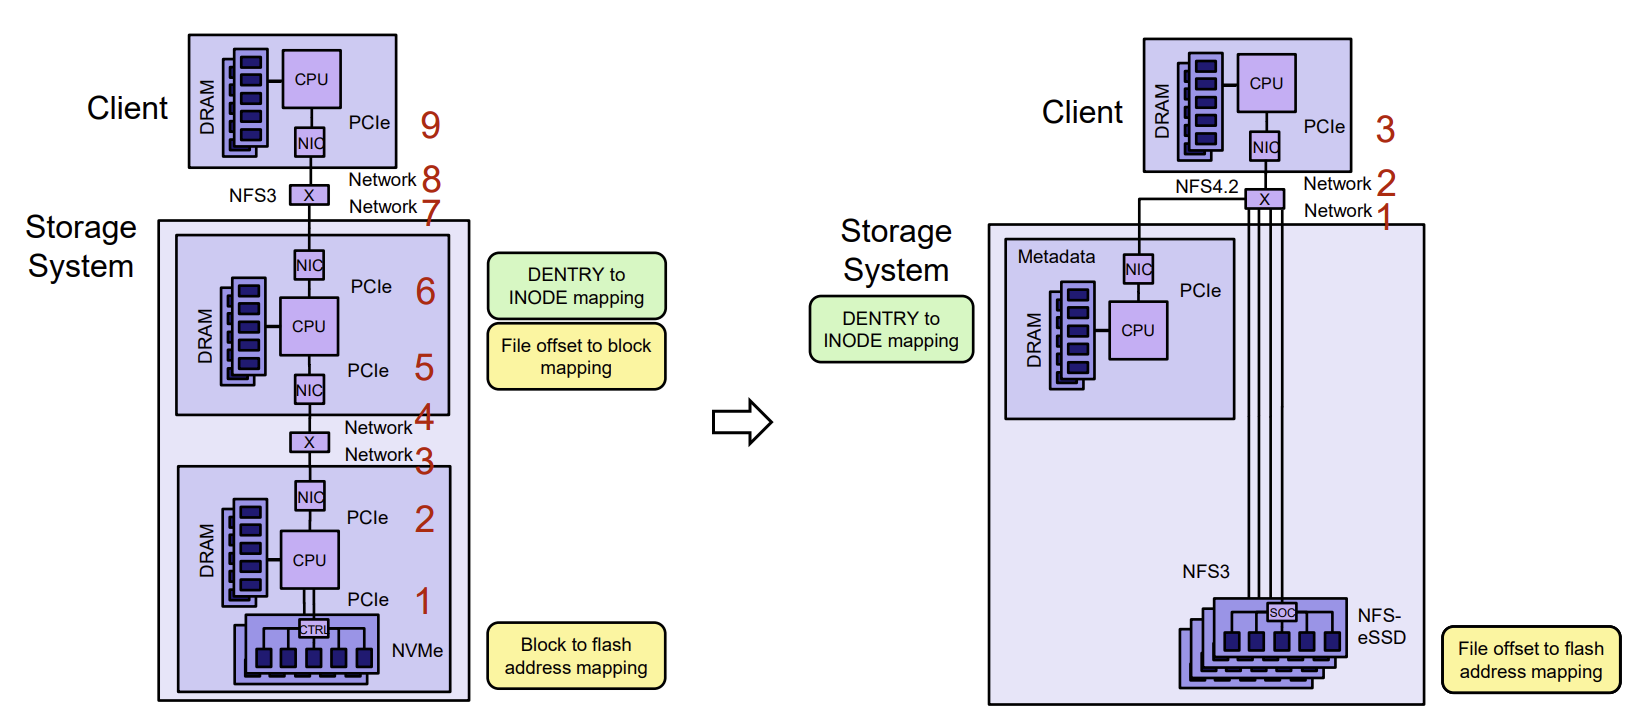 Client
DRAM
CPU
PCIe
9
NIC
Network 8
NFS3
X
Network 7
Storage
System
NIC
PCIe
6
DRAM
CPU
PCIe
5
NIC
DENTRY to
INODE mapping
File offset to block
mapping
Network 4
X
Network 3
NIC
PCIe
2
DRAM
CPU
PCIe
1
CTRL
NVMe
Block to flash
address mapping
Client
DRAM
CPU
PCIe
3
NIC
NFS4.2
Network 2
X
Network 1
Storage
System
DENTRY to
INODE mapping
Metadata
NIC
PCIe
DRAM
CPU
NFS3
SOC
NFS-
eSSD
File offset to flash
address mapping